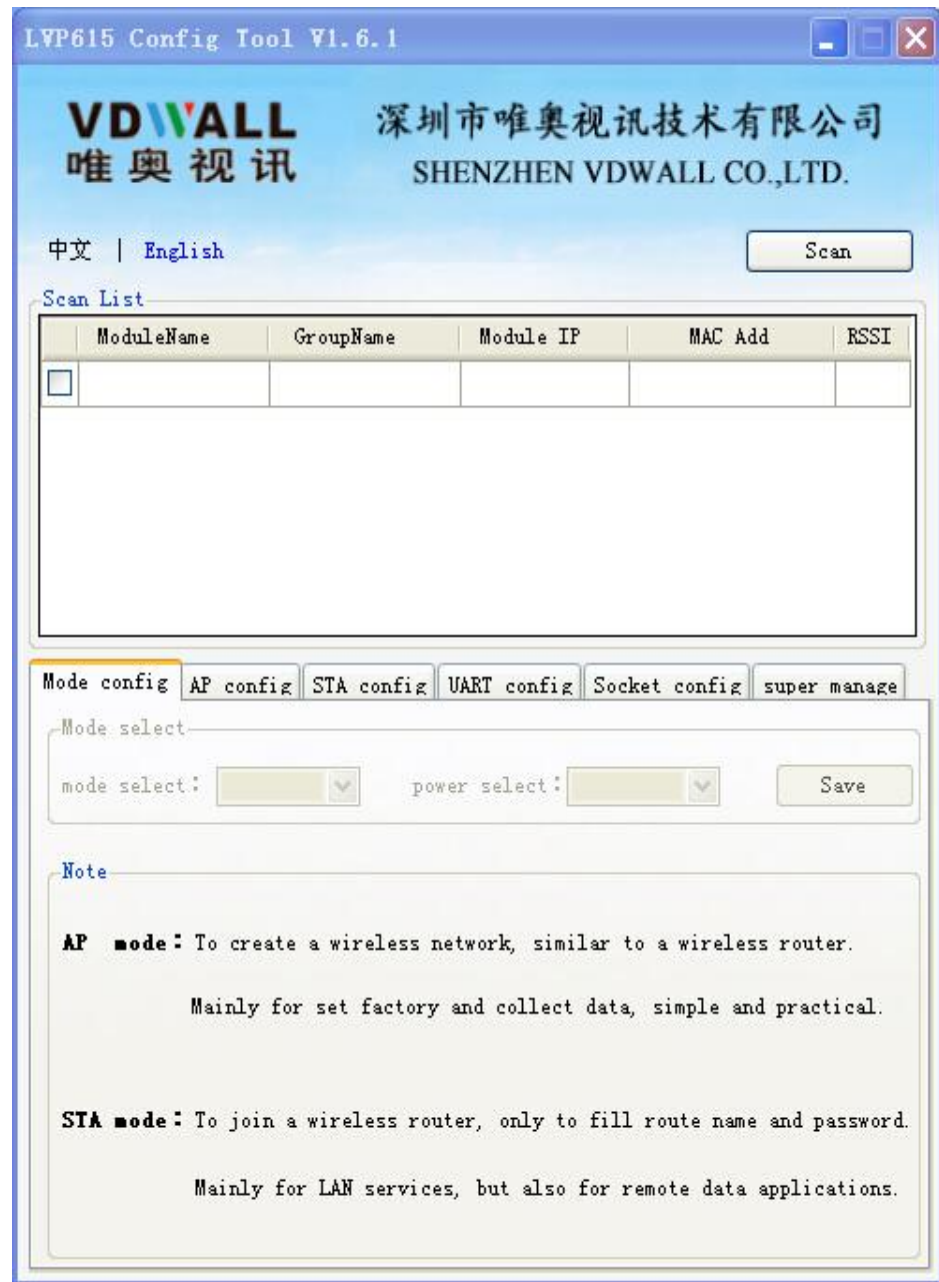 LVP615 Config Tool V1.6.1
VDWALL 深圳市唯奥视讯技术有限公司
唯奥视讯 SHENZHEN VDWALL CO.,LTD.
中文 | English Scan
Scan List
ModuleName GroupName Module IP MAC Add RSSI
Mode config AP config STA config UART config Socket config super manage
Mode select
mode select: power select: Save
Note
AP mode: To create a wireless network, similar to a wireless router.
Mainly for set factory and collect data, simple and practical.
STA mode: To join a wireless router, only to fill route name and password.
Mainly for LAN services, but also for remote data applications.